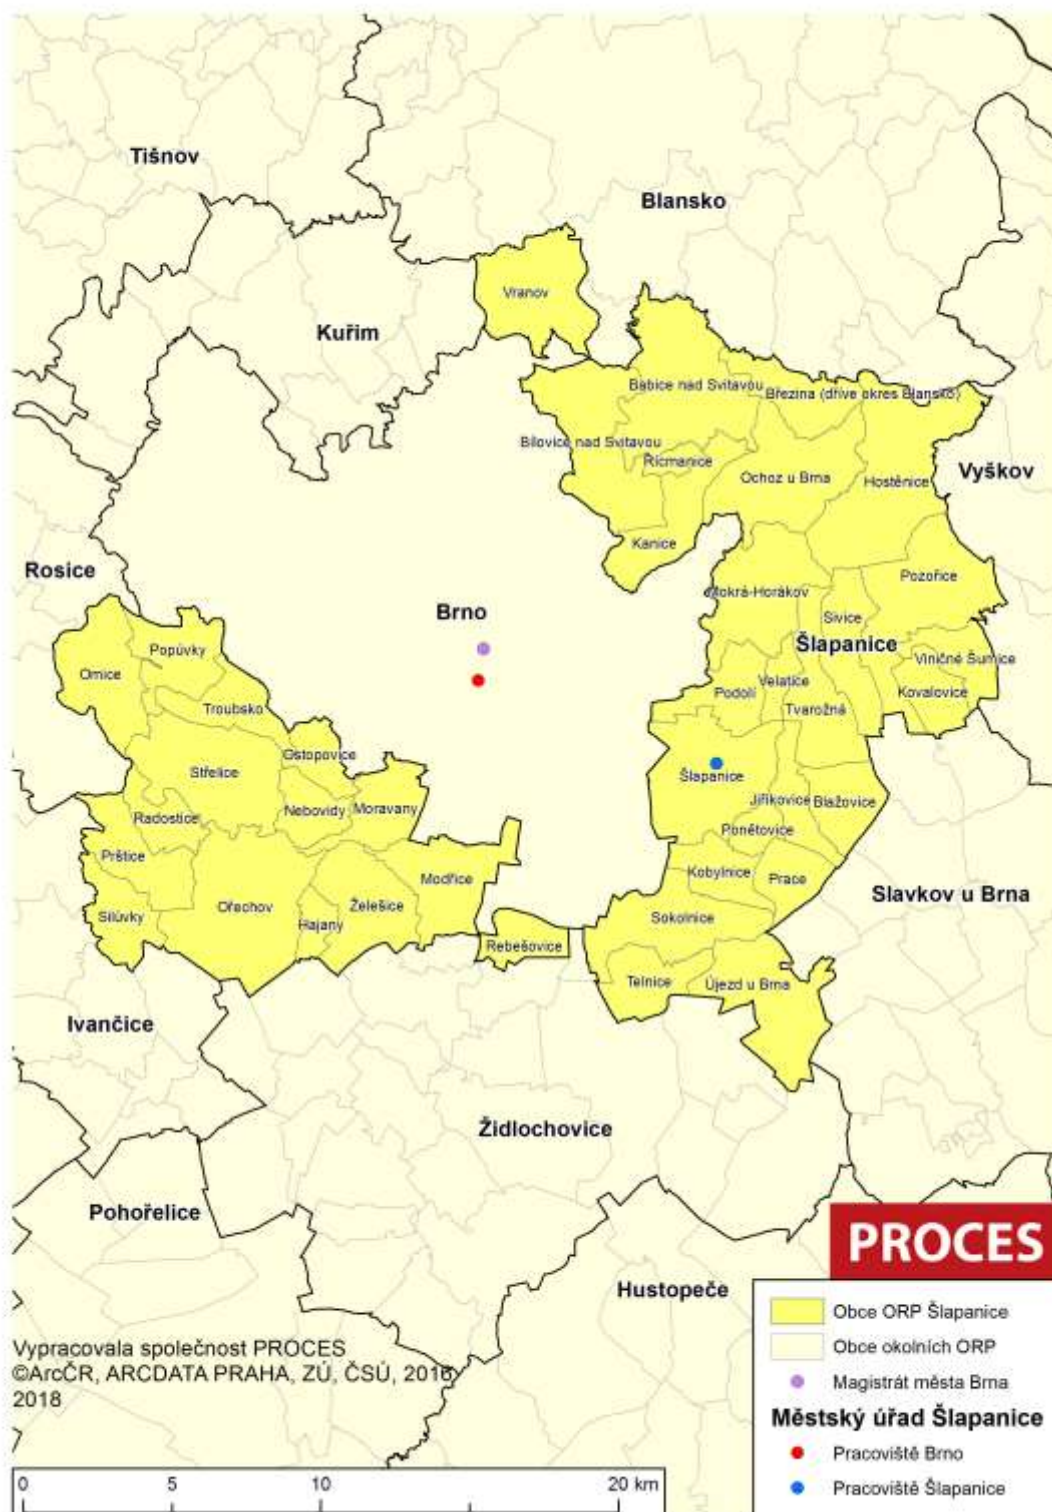 Tišnov
Blansko
Vranov
Kuřim
Babice nad Svitavou
Březina (dříve okres Blansko)
Bílovice nad Svitavou
Řícmanice
Ochoz u Brna
Hostěnice
Vyškov
Kanice
Rosice
Pozořice
Mokrá-Horákov
Brno
Sivice
Šlapanice
Popůvky
Omice
Viničné Šumice
Velatice
Podolí
Kovalovice
Troubsko
Tvarožná
Ostopovice
Střelice
Šlapanice
Jiříkovice
Blažovice
Nebovidy
Moravany
Radostice
Ponětovice
Prštice
Kobylnice
Prace
Modřice
Slavkov u Brna
Ořechov
Želešice
Silůvky
Hajany
Sokolnice
Rebešovice
Telnice
Újezd u Brna
Ivančice
Židlochovice
Pohořelice
PROCES
Hustopeče
Obce ORP Šlapanice
Obce okolních ORP
Magistrát města Brna
Městský úřad Šlapanice
Pracoviště Brno
Pracoviště Šlapanice
Vypracovala společnost PROCES
©ArcČR, ARCDATA PRAHA, ZÚ, ČSÚ, 2016
2018
0 5 10 20 km